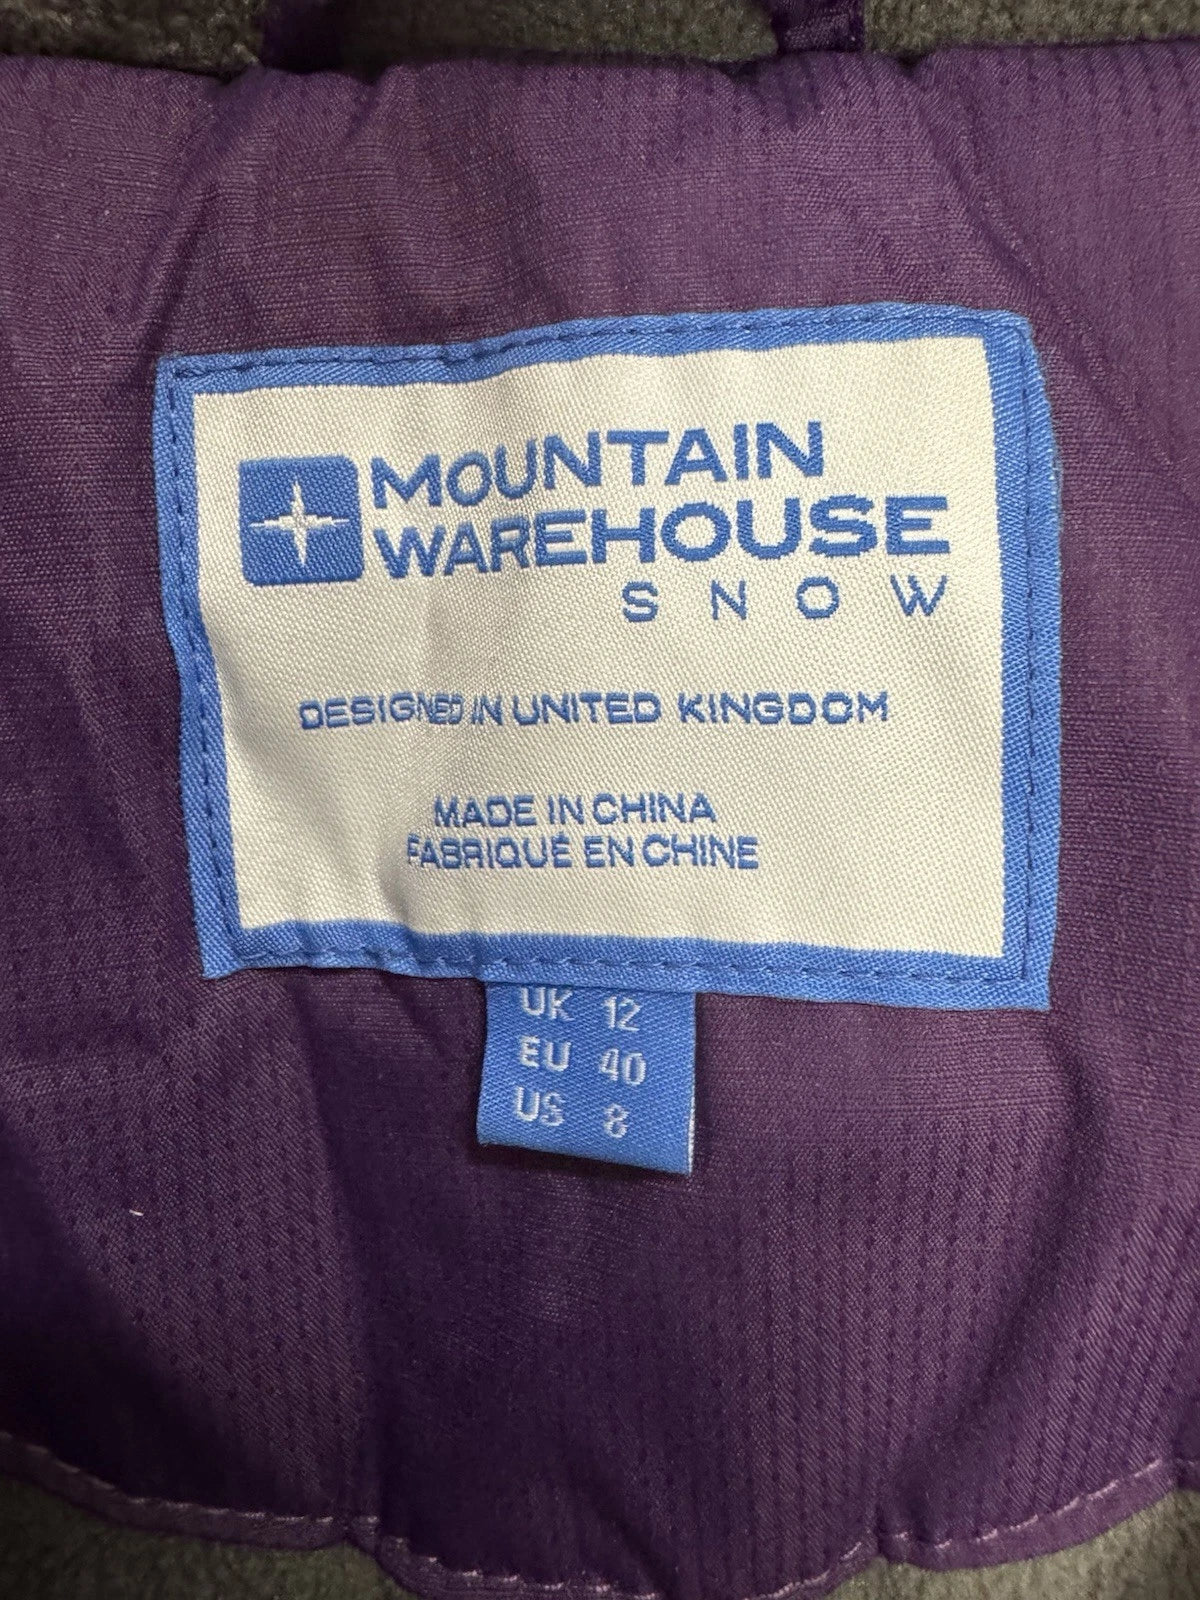 MOUNTAIN
WAREHOUSE
SNOW
DESIGNED IN UNITED KINGDOM
MADE IN CHINA
FABRIQUÉ EN CHINE
UK 12
EU 40
US 8